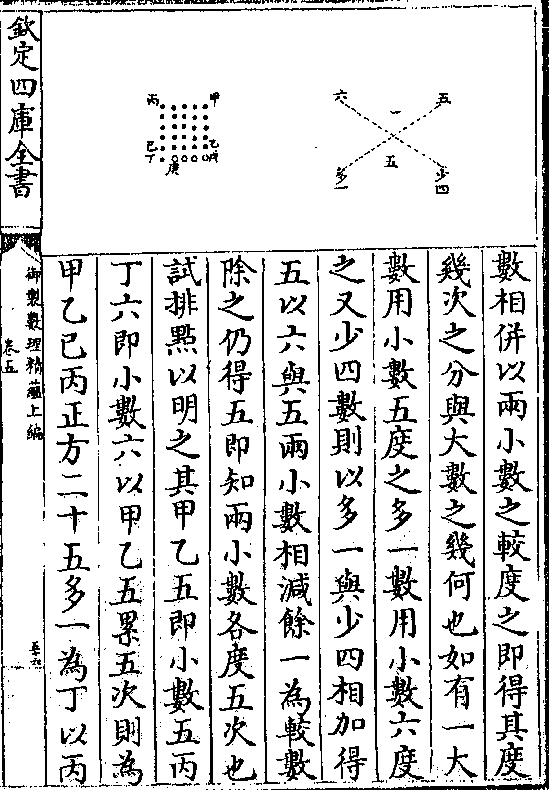 數相併以兩小數之較度之即得其度
幾次之分與大數之幾何也如有一大
數用小數五度之多一數用小數六度
之又少四數則以多一與少四相加得
五以六與五兩小數相減餘一為較數
除之仍得五即知兩小數各度五次也
試排㸃以明之其甲乙五即小數五丙
丁六即小數六以甲乙五累五次則為
甲乙已丙正方二十五多一為丁以丙
五
六
一
五
少四
多一
甲
丙
乙
戊
已
丁
庚
欽定四庫全書
御製數理精藴上編
卷五